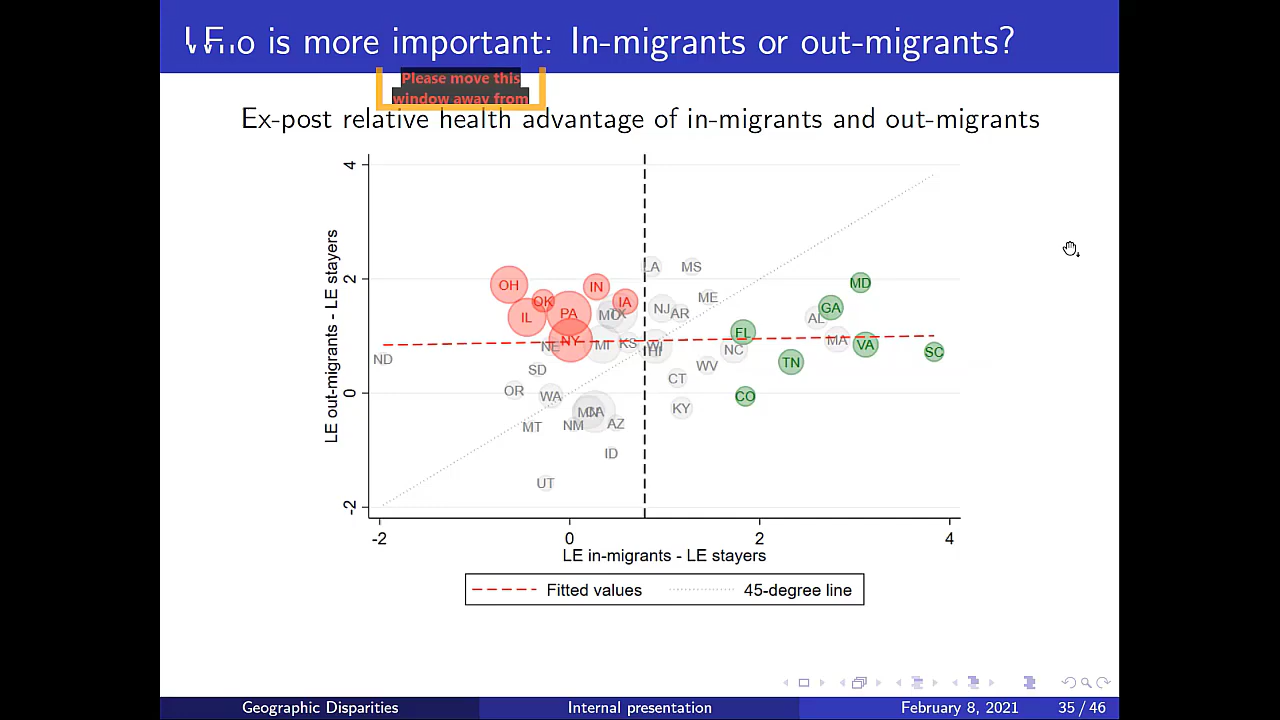 Who is more important: In-migrants or out-migrants?
Please move this
window away from
Ex-post relative health advantage of in-migrants and out-migrants
4
2
0
-2
LE out-migrants - LE stayers
LA
MS
MD
OH
IN
ME
OK
IA
GA
IL
PA
MO
NJ
AR
AL
FL
NY
NE
MI
KS
WI
HI
NC
MA
VA
SC
ND
SD
WV
TN
CT
OR
WA
CO
MN
CA
KY
MT
NM
AZ
ID
UT
-2
0
2
4
LE in-migrants - LE stayers
Fitted values
45-degree line
Geographic Disparities
Internal presentation
February 8, 2021
35 / 46